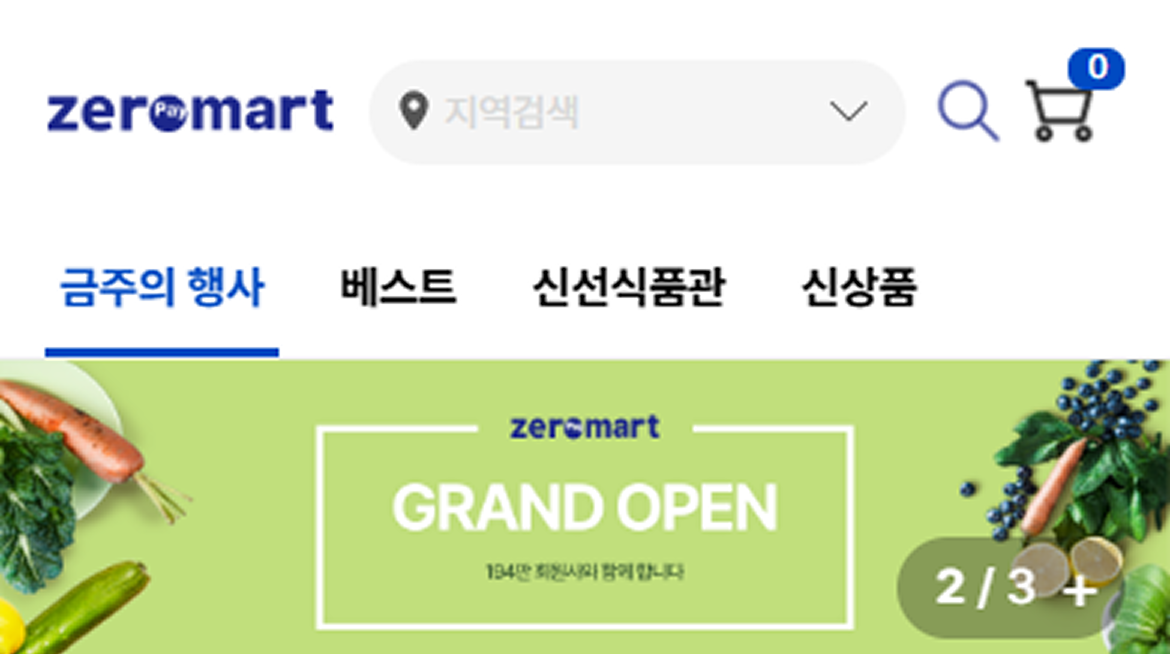 zeropaymart
지역검색
0
금주의 행사 베스트 신선식품관 신상품
zeromart
GRAND OPEN
194만 회원사와 함께 합니다
2 / 3 +